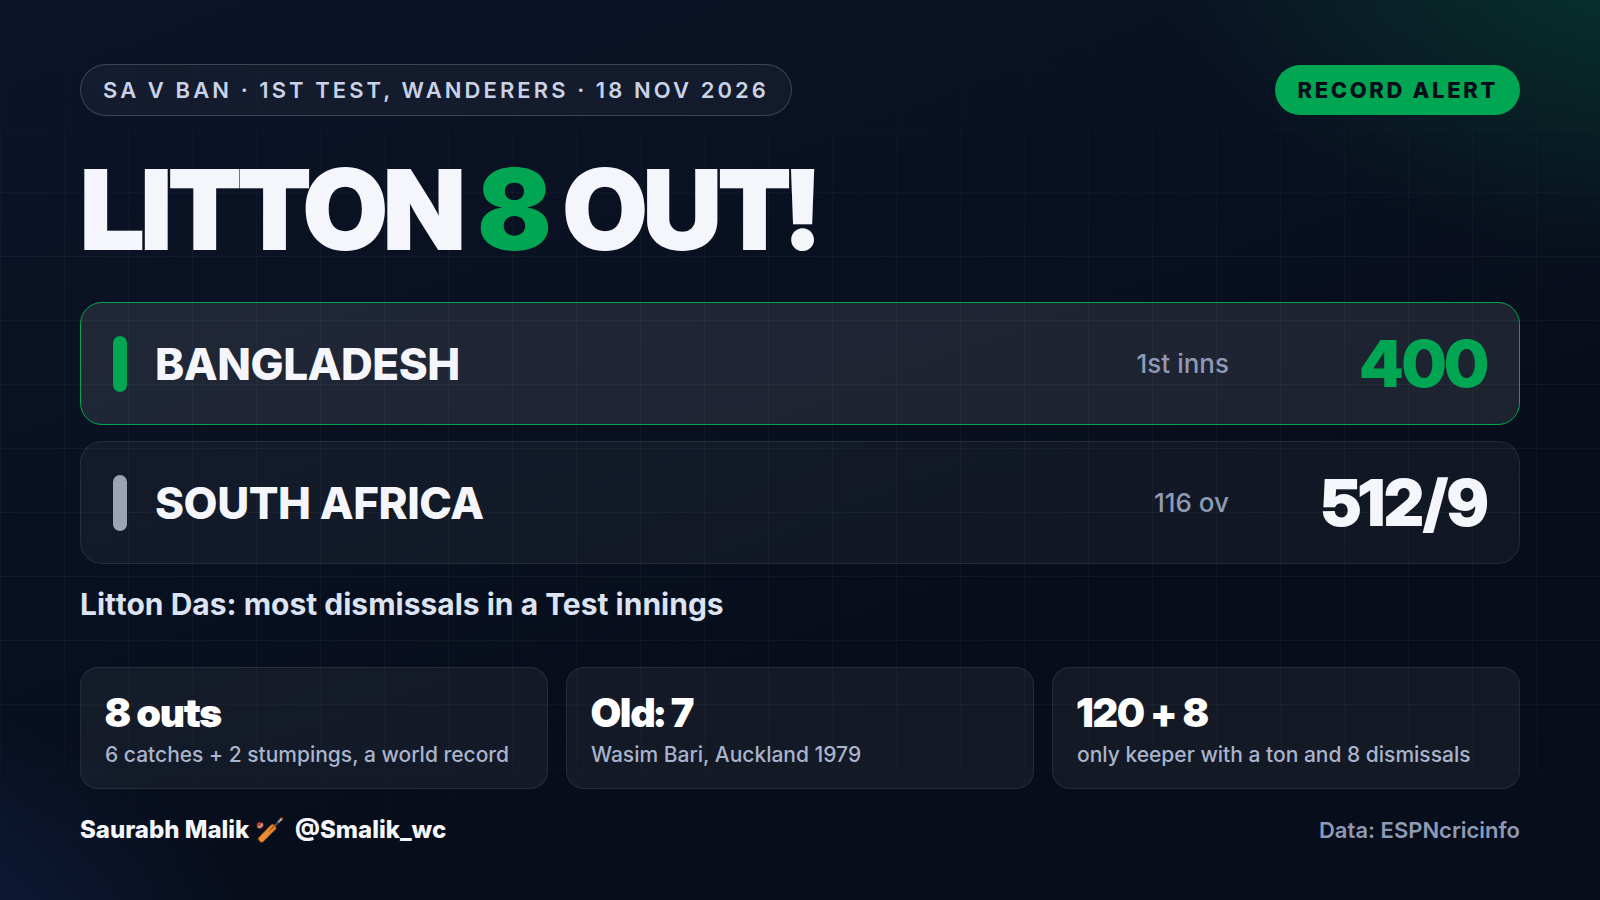 SA V BAN · 1ST TEST, WANDERERS · 18 NOV 2026
RECORD ALERT
LITTON 8 OUT!
BANGLADESH 1st inns 400
SOUTH AFRICA 116 ov 512/9
Litton Das: most dismissals in a Test innings
8 outs
6 catches + 2 stumpings, a world record
Old: 7
Wasim Bari, Auckland 1979
120 + 8
only keeper with a ton and 8 dismissals
Saurabh Malik 🏏 @Smalik_wc
Data: ESPNcricinfo